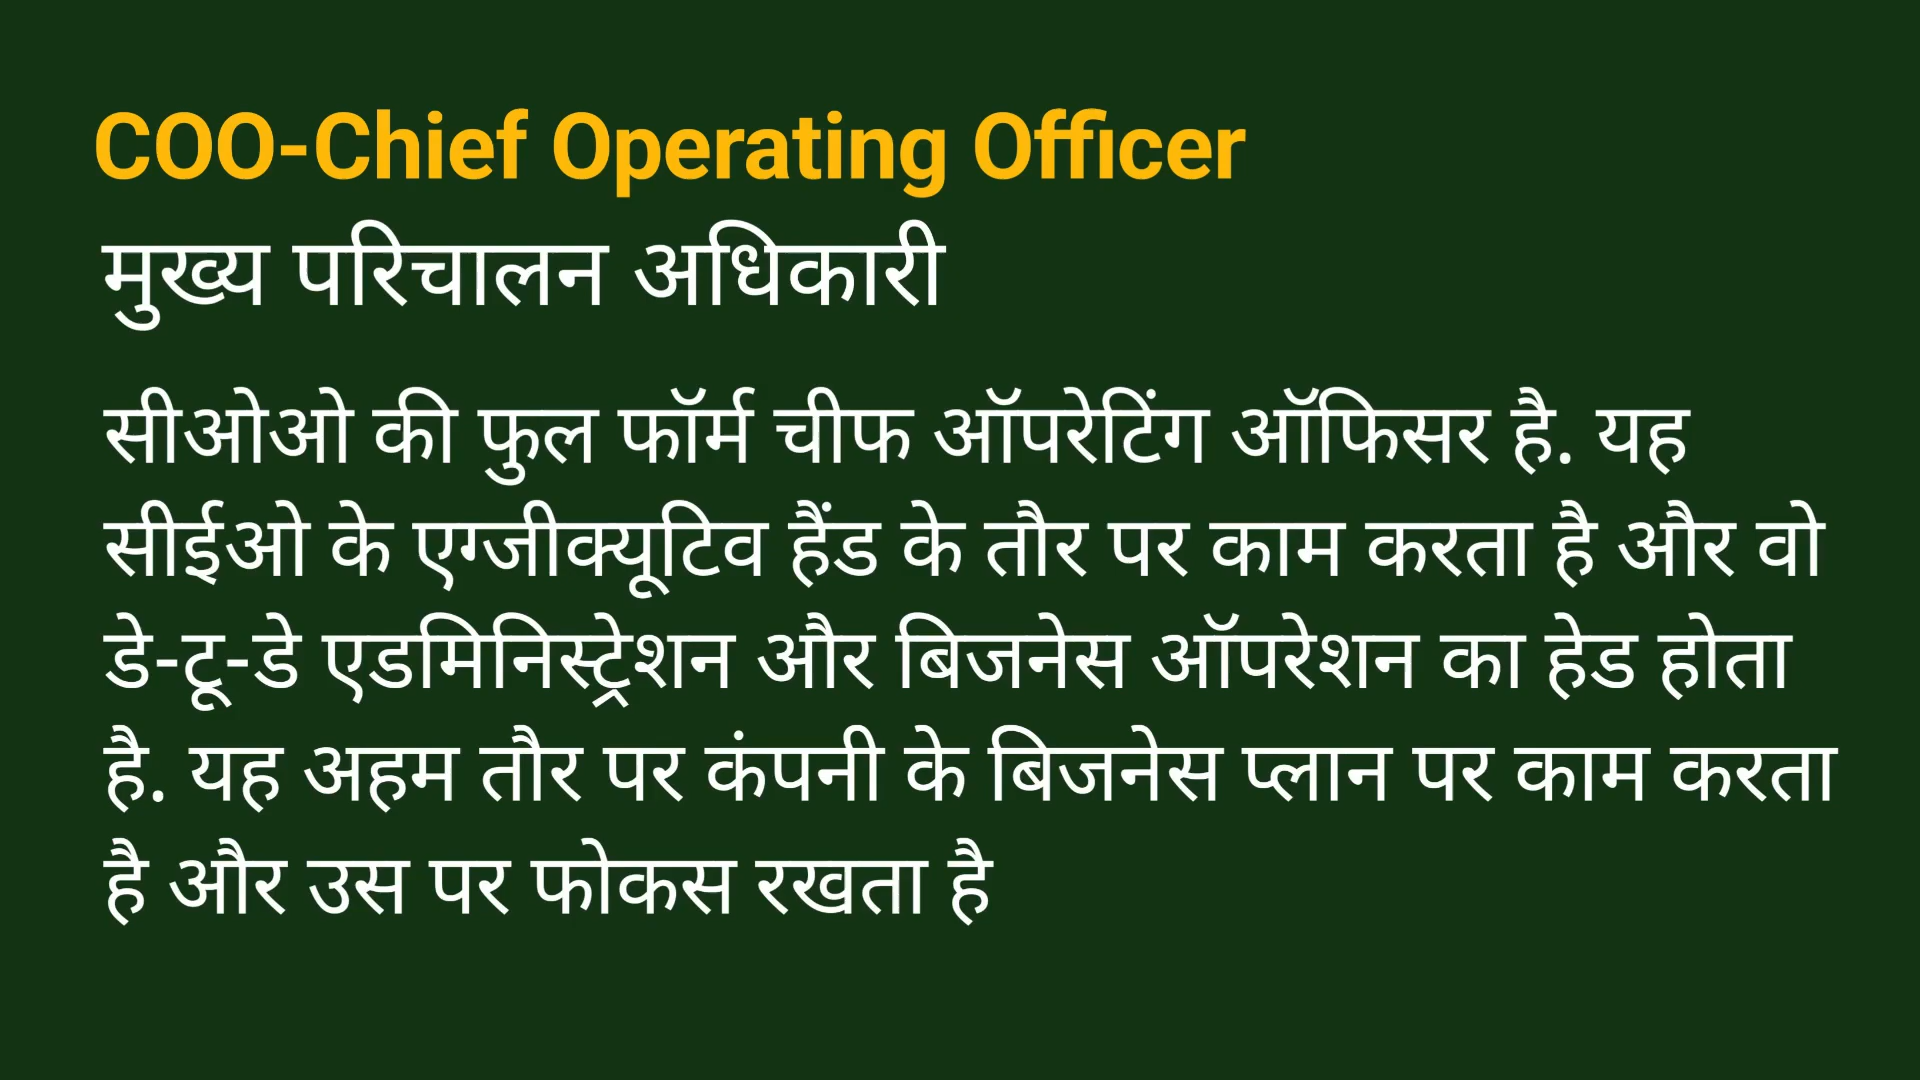 COO-Chief Operating Officer
मुख्य परिचालन अधिकारी
सीओओ की फुल फॉर्म चीफ ऑपरेटिंग ऑफिसर है. यह
सीईओ के एग्जीक्यूटिव हैंड के तौर पर काम करता है और वो
डे-टू-डे एडमिनिस्ट्रेशन और बिजनेस ऑपरेशन का हेड होता
है. यह अहम तौर पर कंपनी के बिजनेस प्लान पर काम करता
है और उस पर फोकस रखता है